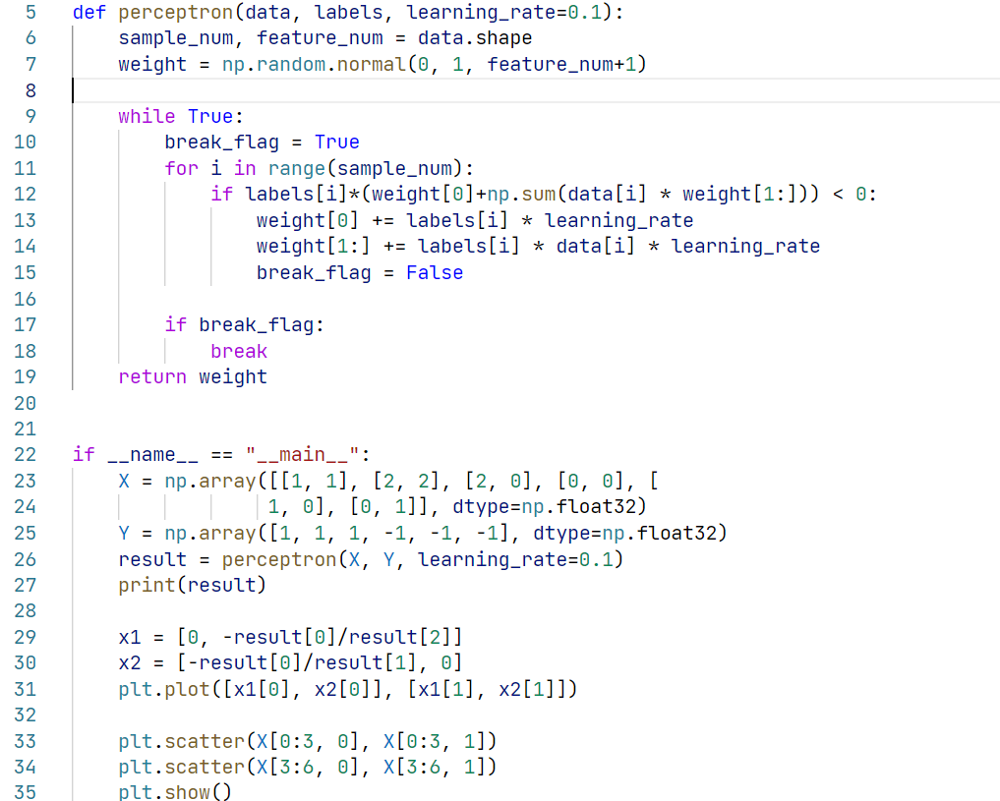 5 def perceptron(data, labels, learning_rate=0.1):
6     sample_num, feature_num = data.shape
7     weight = np.random.normal(0, 1, feature_num+1)
8
9     while True:
10         break_flag = True
11         for i in range(sample_num):
12             if labels[i]*(weight[0]+np.sum(data[i] * weight[1:])) < 0:
13                 weight[0] += labels[i] * learning_rate
14                 weight[1:] += labels[i] * data[i] * learning_rate
15                 break_flag = False
16
17         if break_flag:
18             break
19     return weight
20
21
22 if __name__ == "__main__":
23     X = np.array([[1, 1], [2, 2], [2, 0], [0, 0], [
24                  1, 0], [0, 1]], dtype=np.float32)
25     Y = np.array([1, 1, 1, -1, -1, -1], dtype=np.float32)
26     result = perceptron(X, Y, learning_rate=0.1)
27     print(result)
28
29     x1 = [0, -result[0]/result[2]]
30     x2 = [-result[0]/result[1], 0]
31     plt.plot([x1[0], x2[0]], [x1[1], x2[1]])
32
33     plt.scatter(X[0:3, 0], X[0:3, 1])
34     plt.scatter(X[3:6, 0], X[3:6, 1])
35     plt.show()